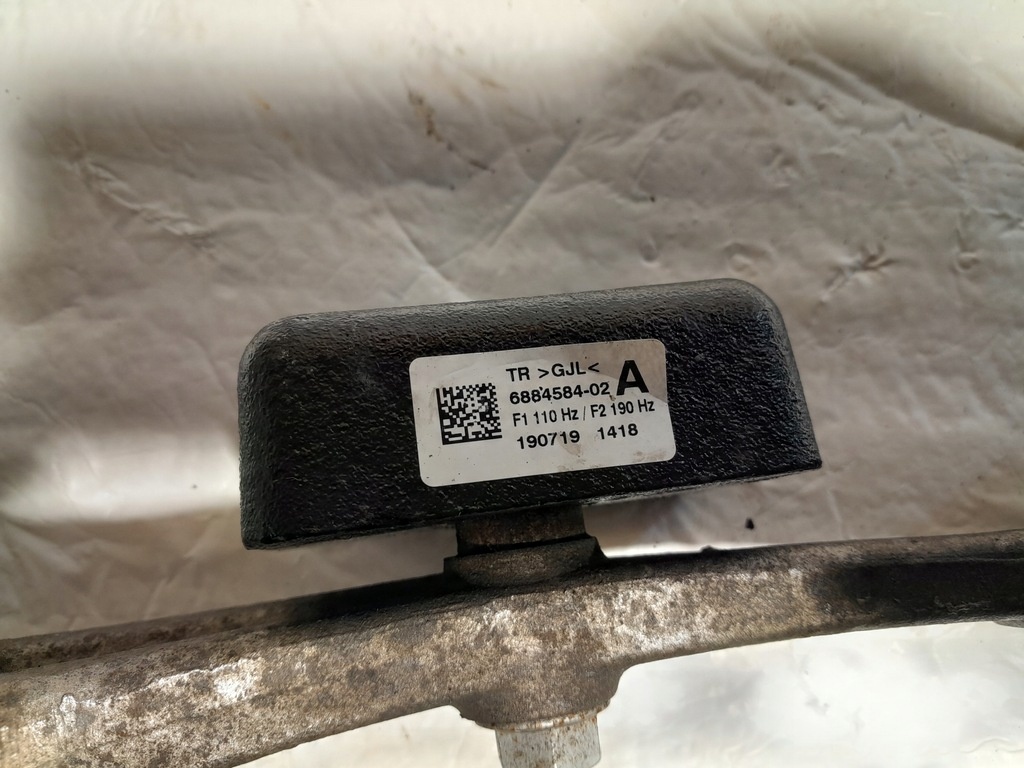 TR >GJL<
6884584-02 A
F1 110 Hz / F2 190 Hz
190719 1418